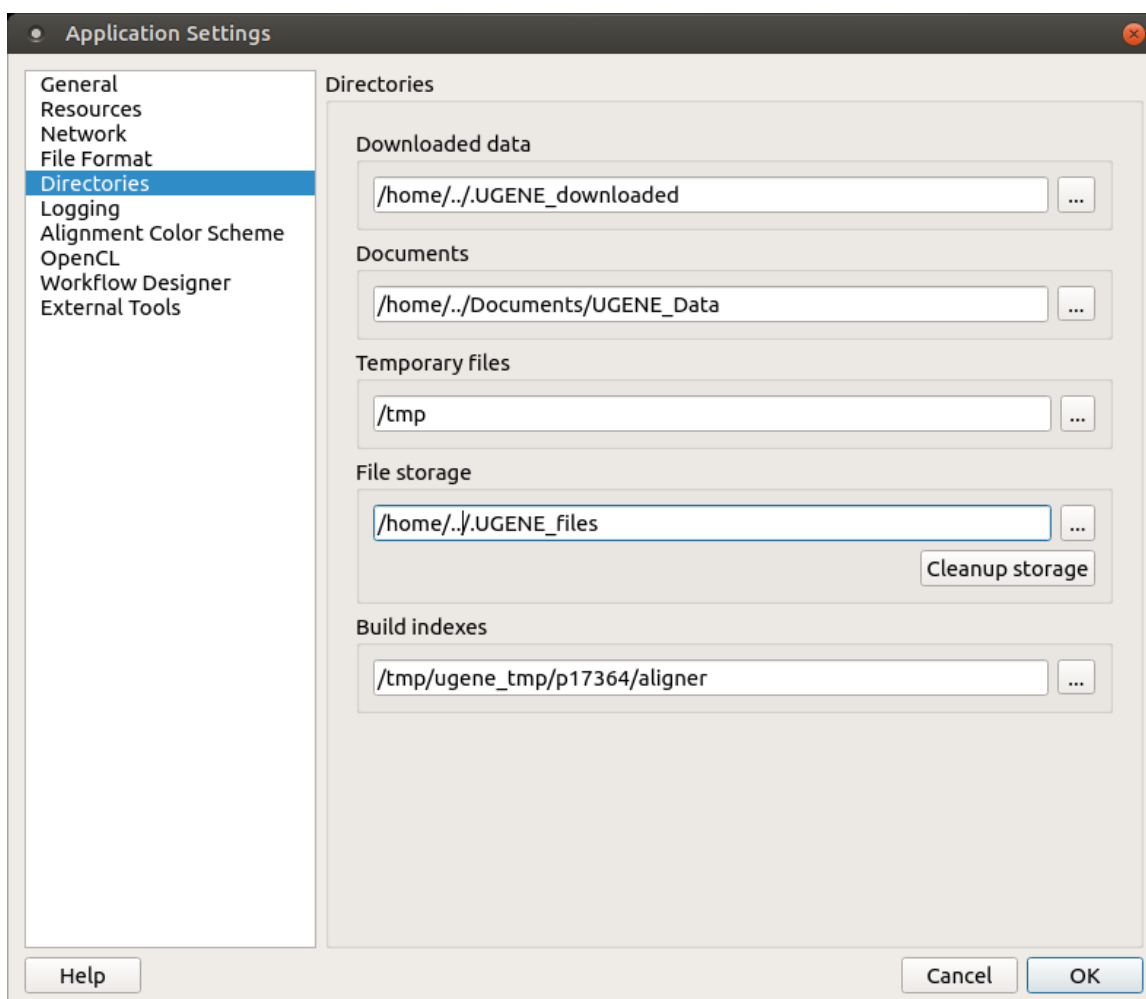 Application Settings
General
Resources
Network
File Format
Directories
Logging
Alignment Color Scheme
OpenCL
Workflow Designer
External Tools
Directories
Downloaded data
/home/../.UGENE_downloaded
...
Documents
/home/../Documents/UGENE_Data
...
Temporary files
/tmp
...
File storage
/home/../.UGENE_files
...
Cleanup storage
Build indexes
/tmp/ugene_tmp/p17364/aligner
...
Help
Cancel
OK